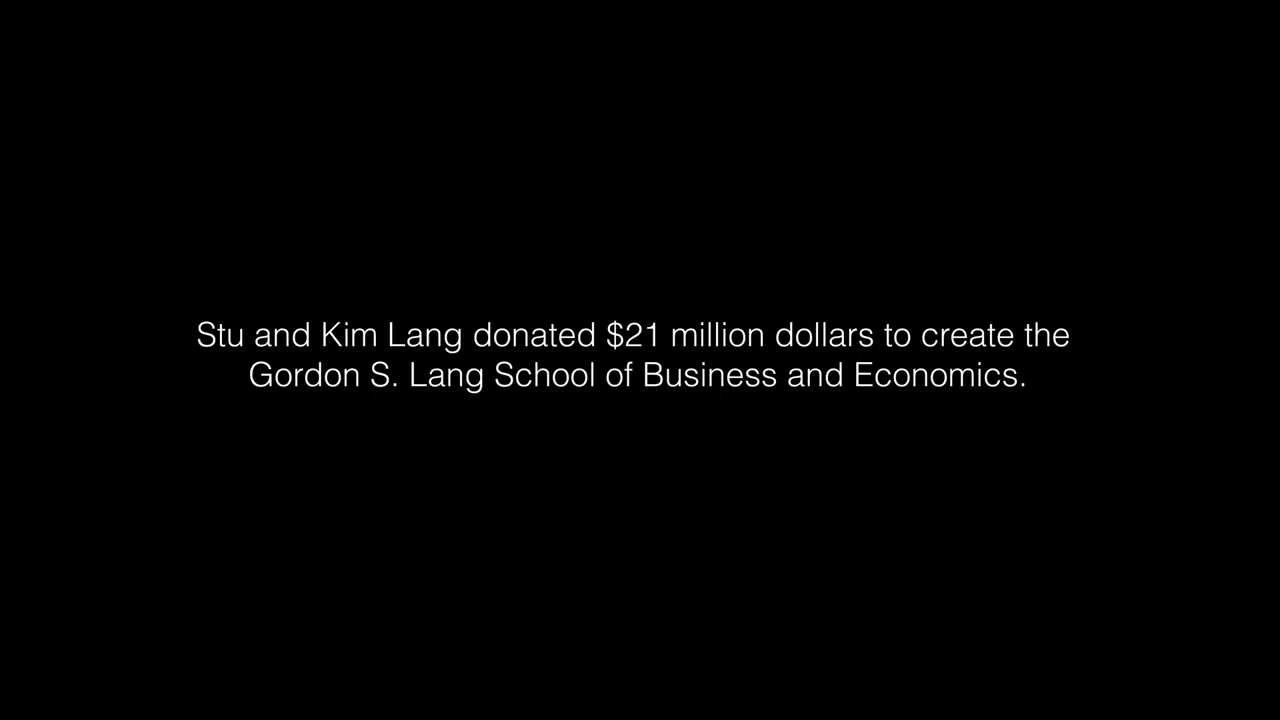 Stu and Kim Lang donated $21 million dollars to create the
Gordon S. Lang School of Business and Economics.